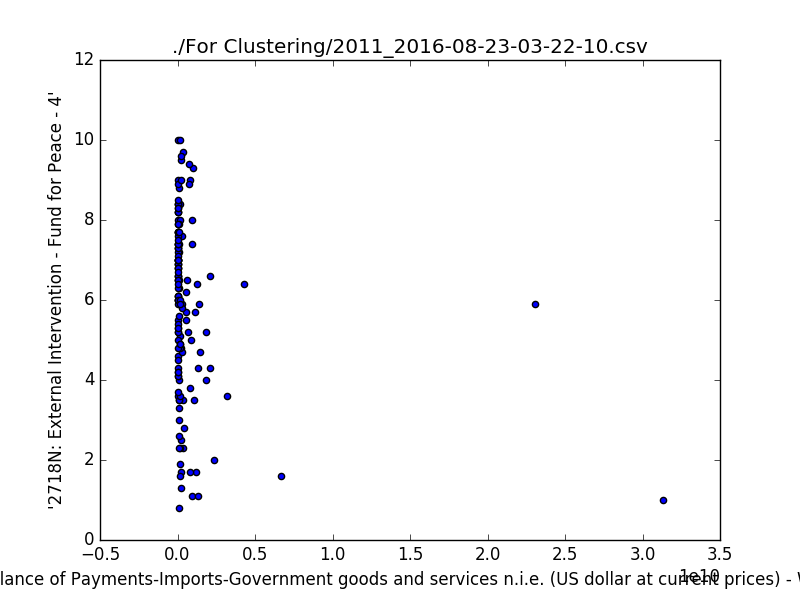 ./For Clustering/2011_2016-08-23-03-22-10.csv
'2718N: External Intervention - Fund for Peace - 4'
12
10
8
6
4
2
0
−0.5 0.0 0.5 1.0 1.5 2.0 2.5 3.0 3.5
1e10
lance of Payments-Imports-Government goods and services n.i.e. (US dollar at current prices) -